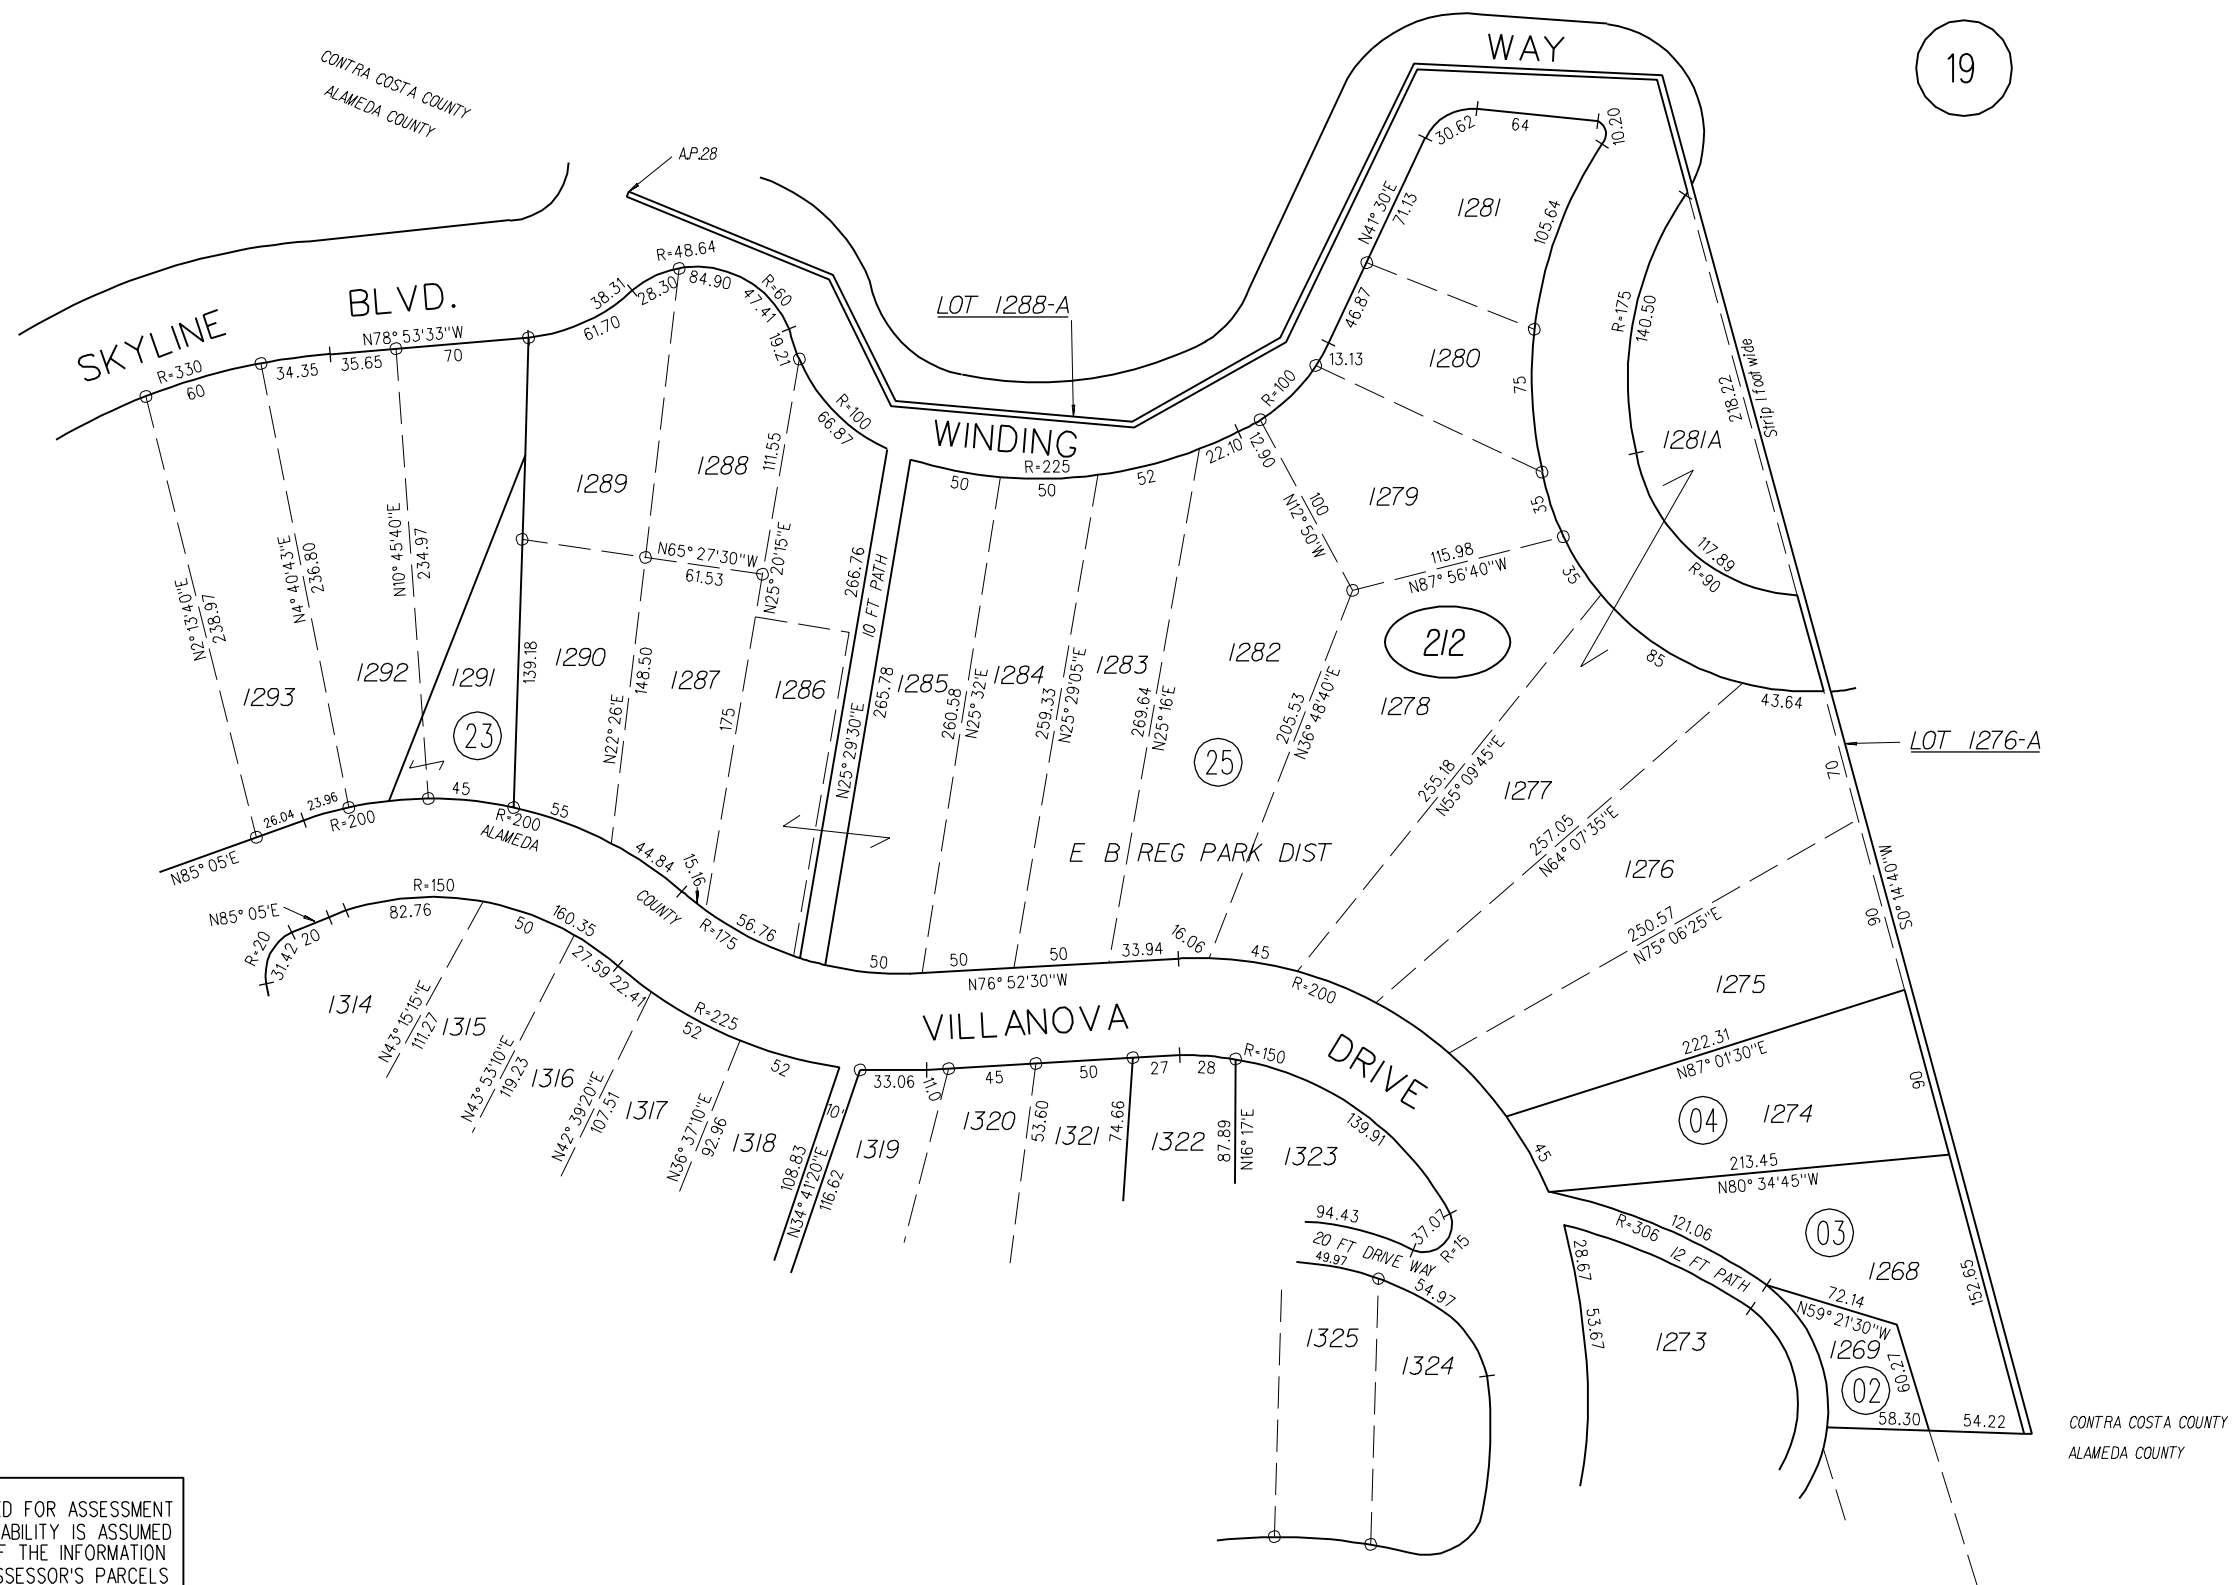 CONTRA COSTA COUNTY
ALAMEDA COUNTY
WAY
19
A.P.28
SKYLINE BLVD.
LOT 1288-A
WINDING
R=48.64
38.31
28.30
84.90
61.70
R=60
47.41
19.21
R=100
66.87
N78°53'33"W
70
35.65
34.35
R=330
60
30.62
64
10.20
N41°30'E
71.13
1281
105.64
46.87
13.13
1280
75
R=100
R=175
140.50
218.22
Strip 1 foot wide
1281A
R=225
50
50
52
22.10
12.90
100
N12°50'W
1279
35
115.98
N87°56'40"W
35
117.89
R=90
1289
1288
111.55
N65°27'30"W
61.53
N25°20'15"E
266.76
10 FT PATH
N2°13'40"E
238.97
N4°40'43"E
236.80
N10°45'40"E
234.97
1293
1292
1291
23
139.18
1290
148.50
N22°26'E
1287
175
1286
N25°29'30"E
265.78
1285
260.58
N25°32'E
1284
259.33
N25°29'05"E
1283
269.64
N25°16'E
1282
25
205.53
N36°48'40"E
212
1278
85
43.64
LOT 1276-A
70
255.18
N55°09'45"E
1277
257.05
N64°07'35"E
1276
250.57
N75°06'25"E
1275
S0°14'40"W
90
90
E B REG PARK DIST
26.04
23.96
R=200
45
R=200
55
ALAMEDA
COUNTY
44.84
15.16
R=175
56.76
50
50
50
33.94
16.06
45
N76°52'30"W
R=200
N85°05'E
N85°05'E
R=150
82.76
50
160.35
27.59
22.41
R=225
52
52
R=20
31.42
20
1314
N43°15'15"E
111.27
1315
N43°53'10"E
119.23
1316
N42°39'20"E
107.51
1317
N36°37'10"E
92.96
1318
10'
108.83
N34°41'20"E
116.62
VILLANOVA DRIVE
33.06
11.0
45
50
27
28
R=150
1319
1320
53.60
1321
74.66
1322
87.89
N16°17'E
1323
139.91
222.31
N87°01'30"E
04
1274
45
213.45
N80°34'45"W
94.43
37.07
R=15
20 FT DRIVE WAY
49.97
54.97
1325
1324
R=306
121.06
12 FT PATH
28.67
53.67
1273
03
1268
152.65
72.14
N59°21'30"W
1269
60.27
02
58.30
54.22
CONTRA COSTA COUNTY
ALAMEDA COUNTY
ED FOR ASSESSMENT
ABILITY IS ASSUMED
F THE INFORMATION
SSESSOR'S PARCELS